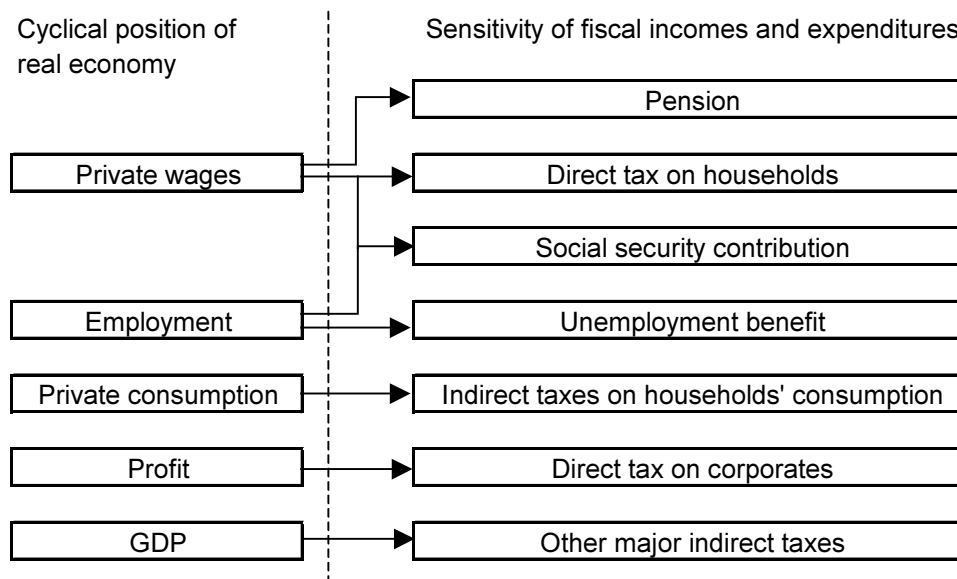 Cyclical position of
real economy
Sensitivity of fiscal incomes and expenditures
Pension
Private wages
Direct tax on households
Social security contribution
Employment
Unemployment benefit
Private consumption
Indirect taxes on households' consumption
Profit
Direct tax on corporates
GDP
Other major indirect taxes